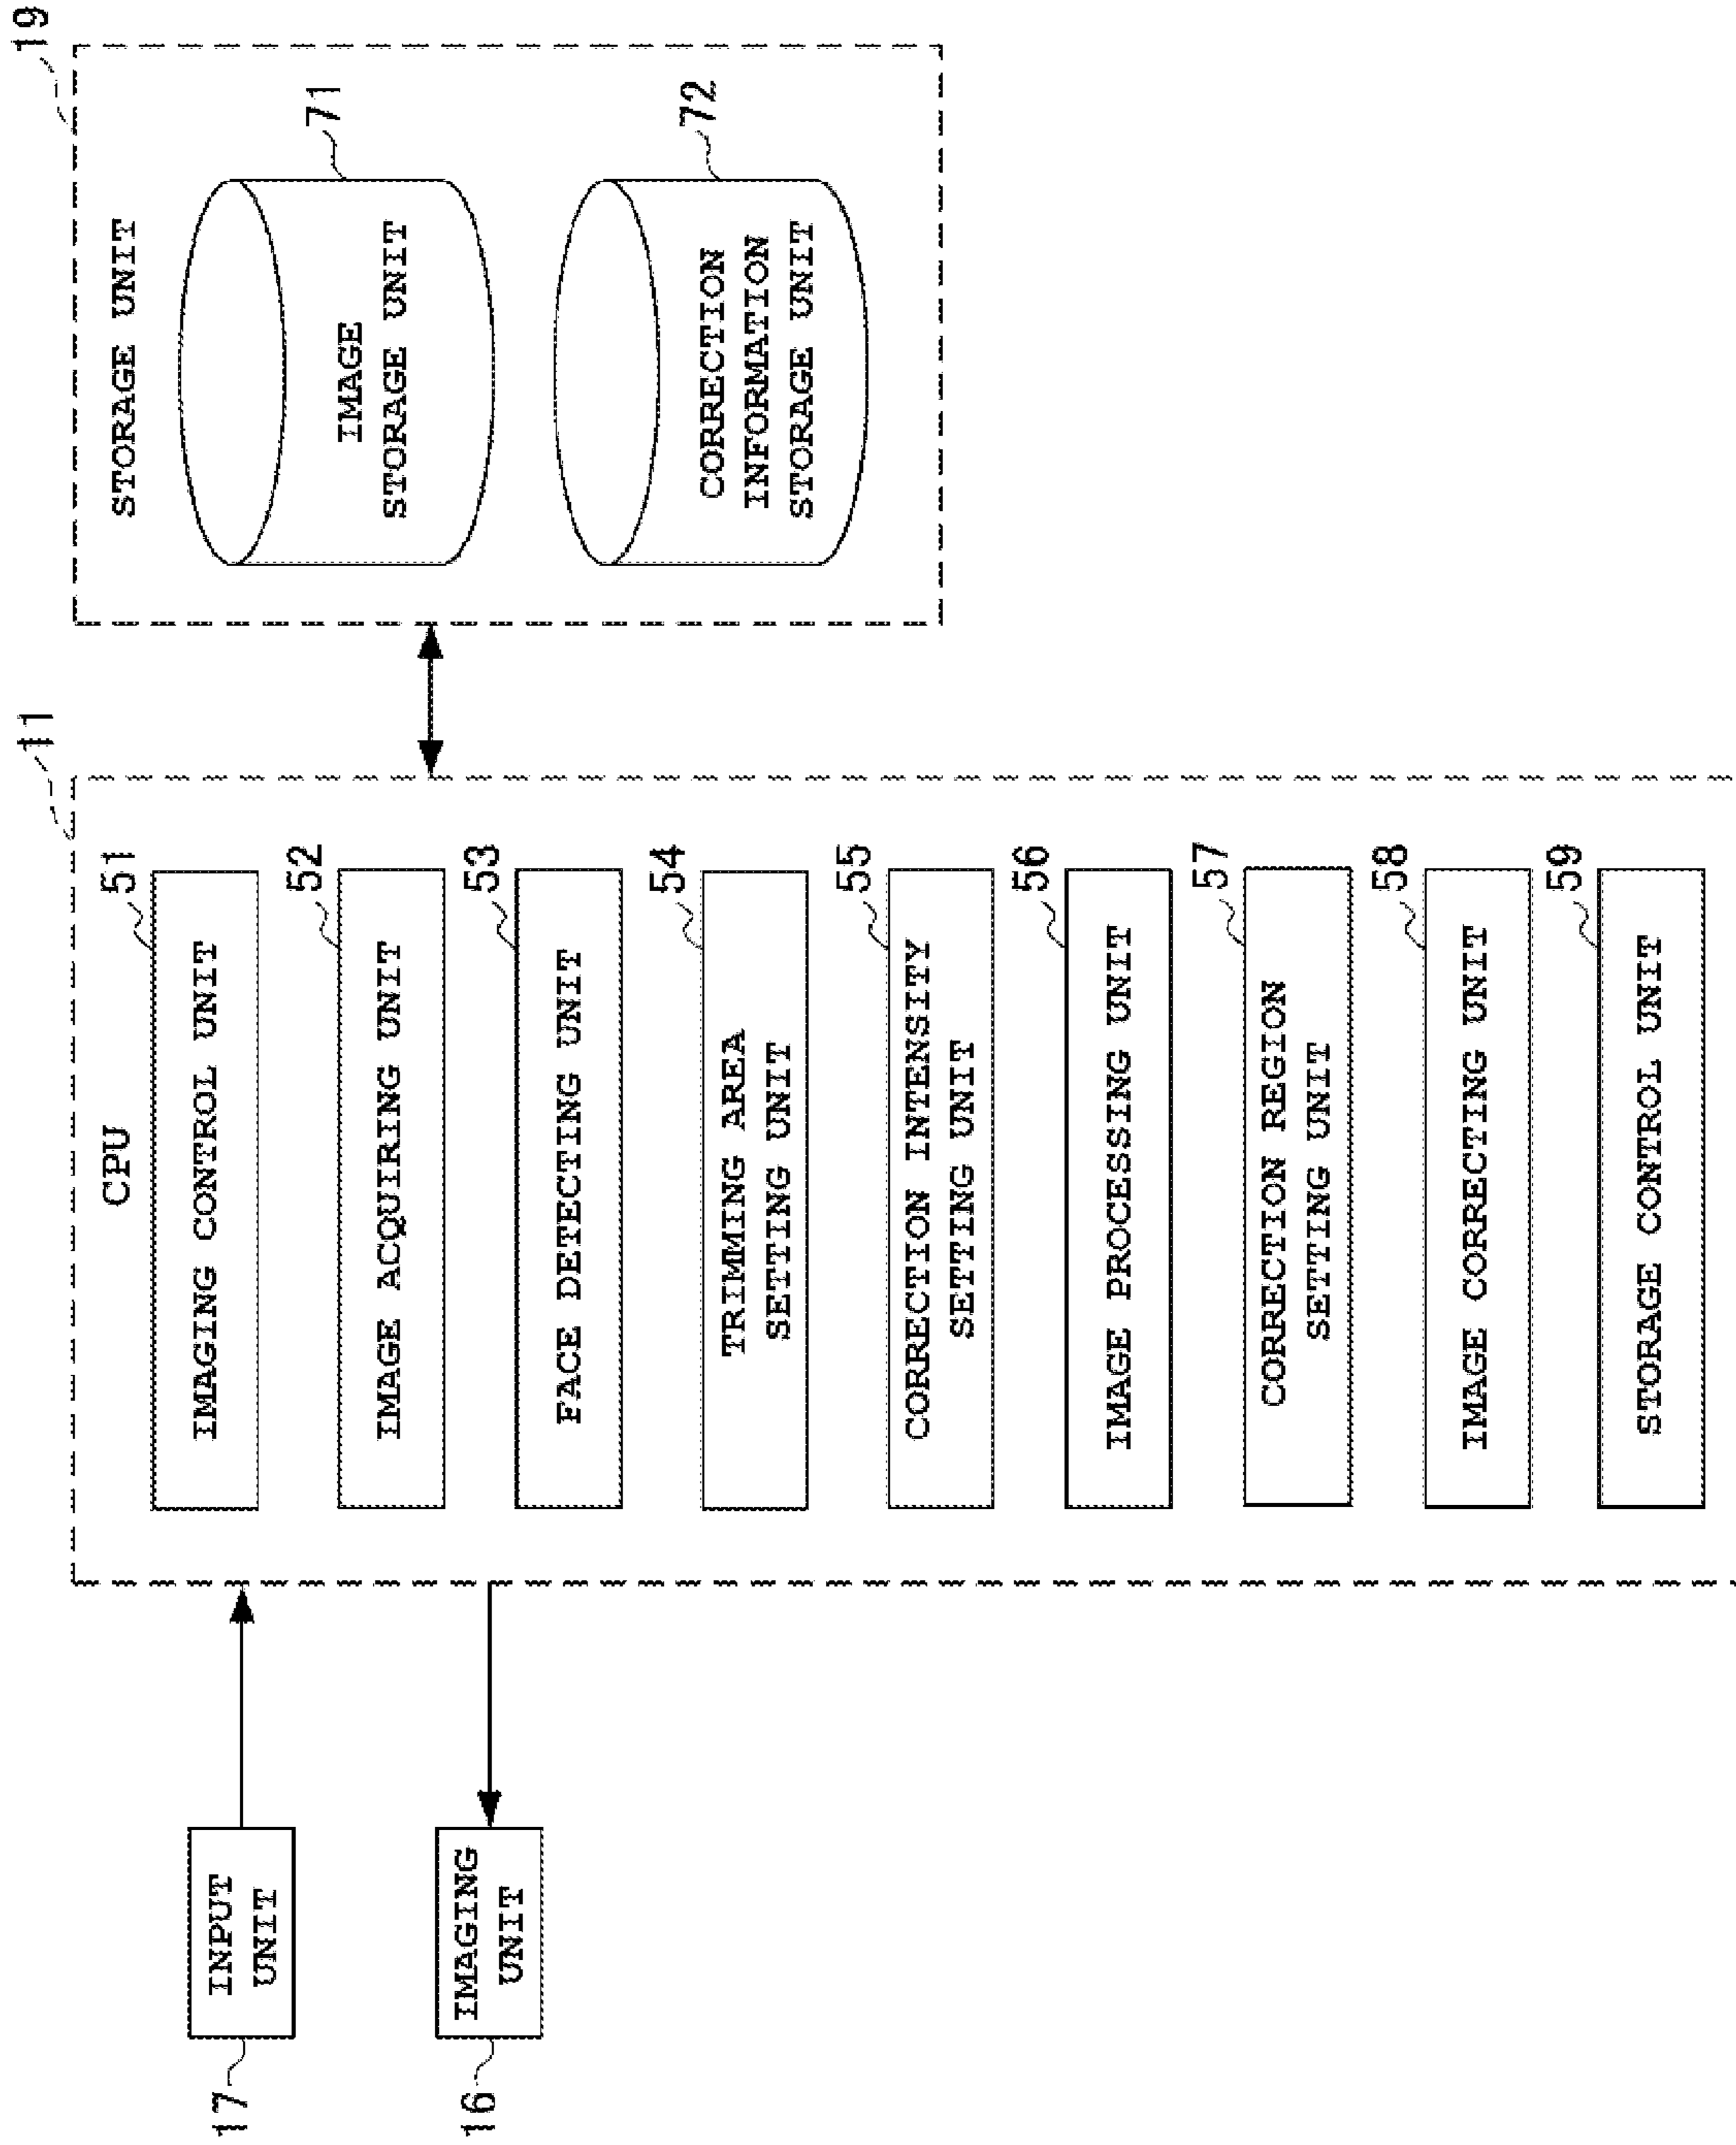 17
INPUT
UNIT
16
IMAGING
UNIT
11
CPU
51
IMAGING CONTROL UNIT
52
IMAGE ACQUIRING UNIT
53
FACE DETECTING UNIT
54
TRIMMING AREA
SETTING UNIT
55
CORRECTION INTENSITY
SETTING UNIT
56
IMAGE PROCESSING UNIT
57
CORRECTION REGION
SETTING UNIT
58
IMAGE CORRECTING UNIT
59
STORAGE CONTROL UNIT
19
STORAGE UNIT
71
IMAGE
STORAGE UNIT
72
CORRECTION
INFORMATION
STORAGE UNIT